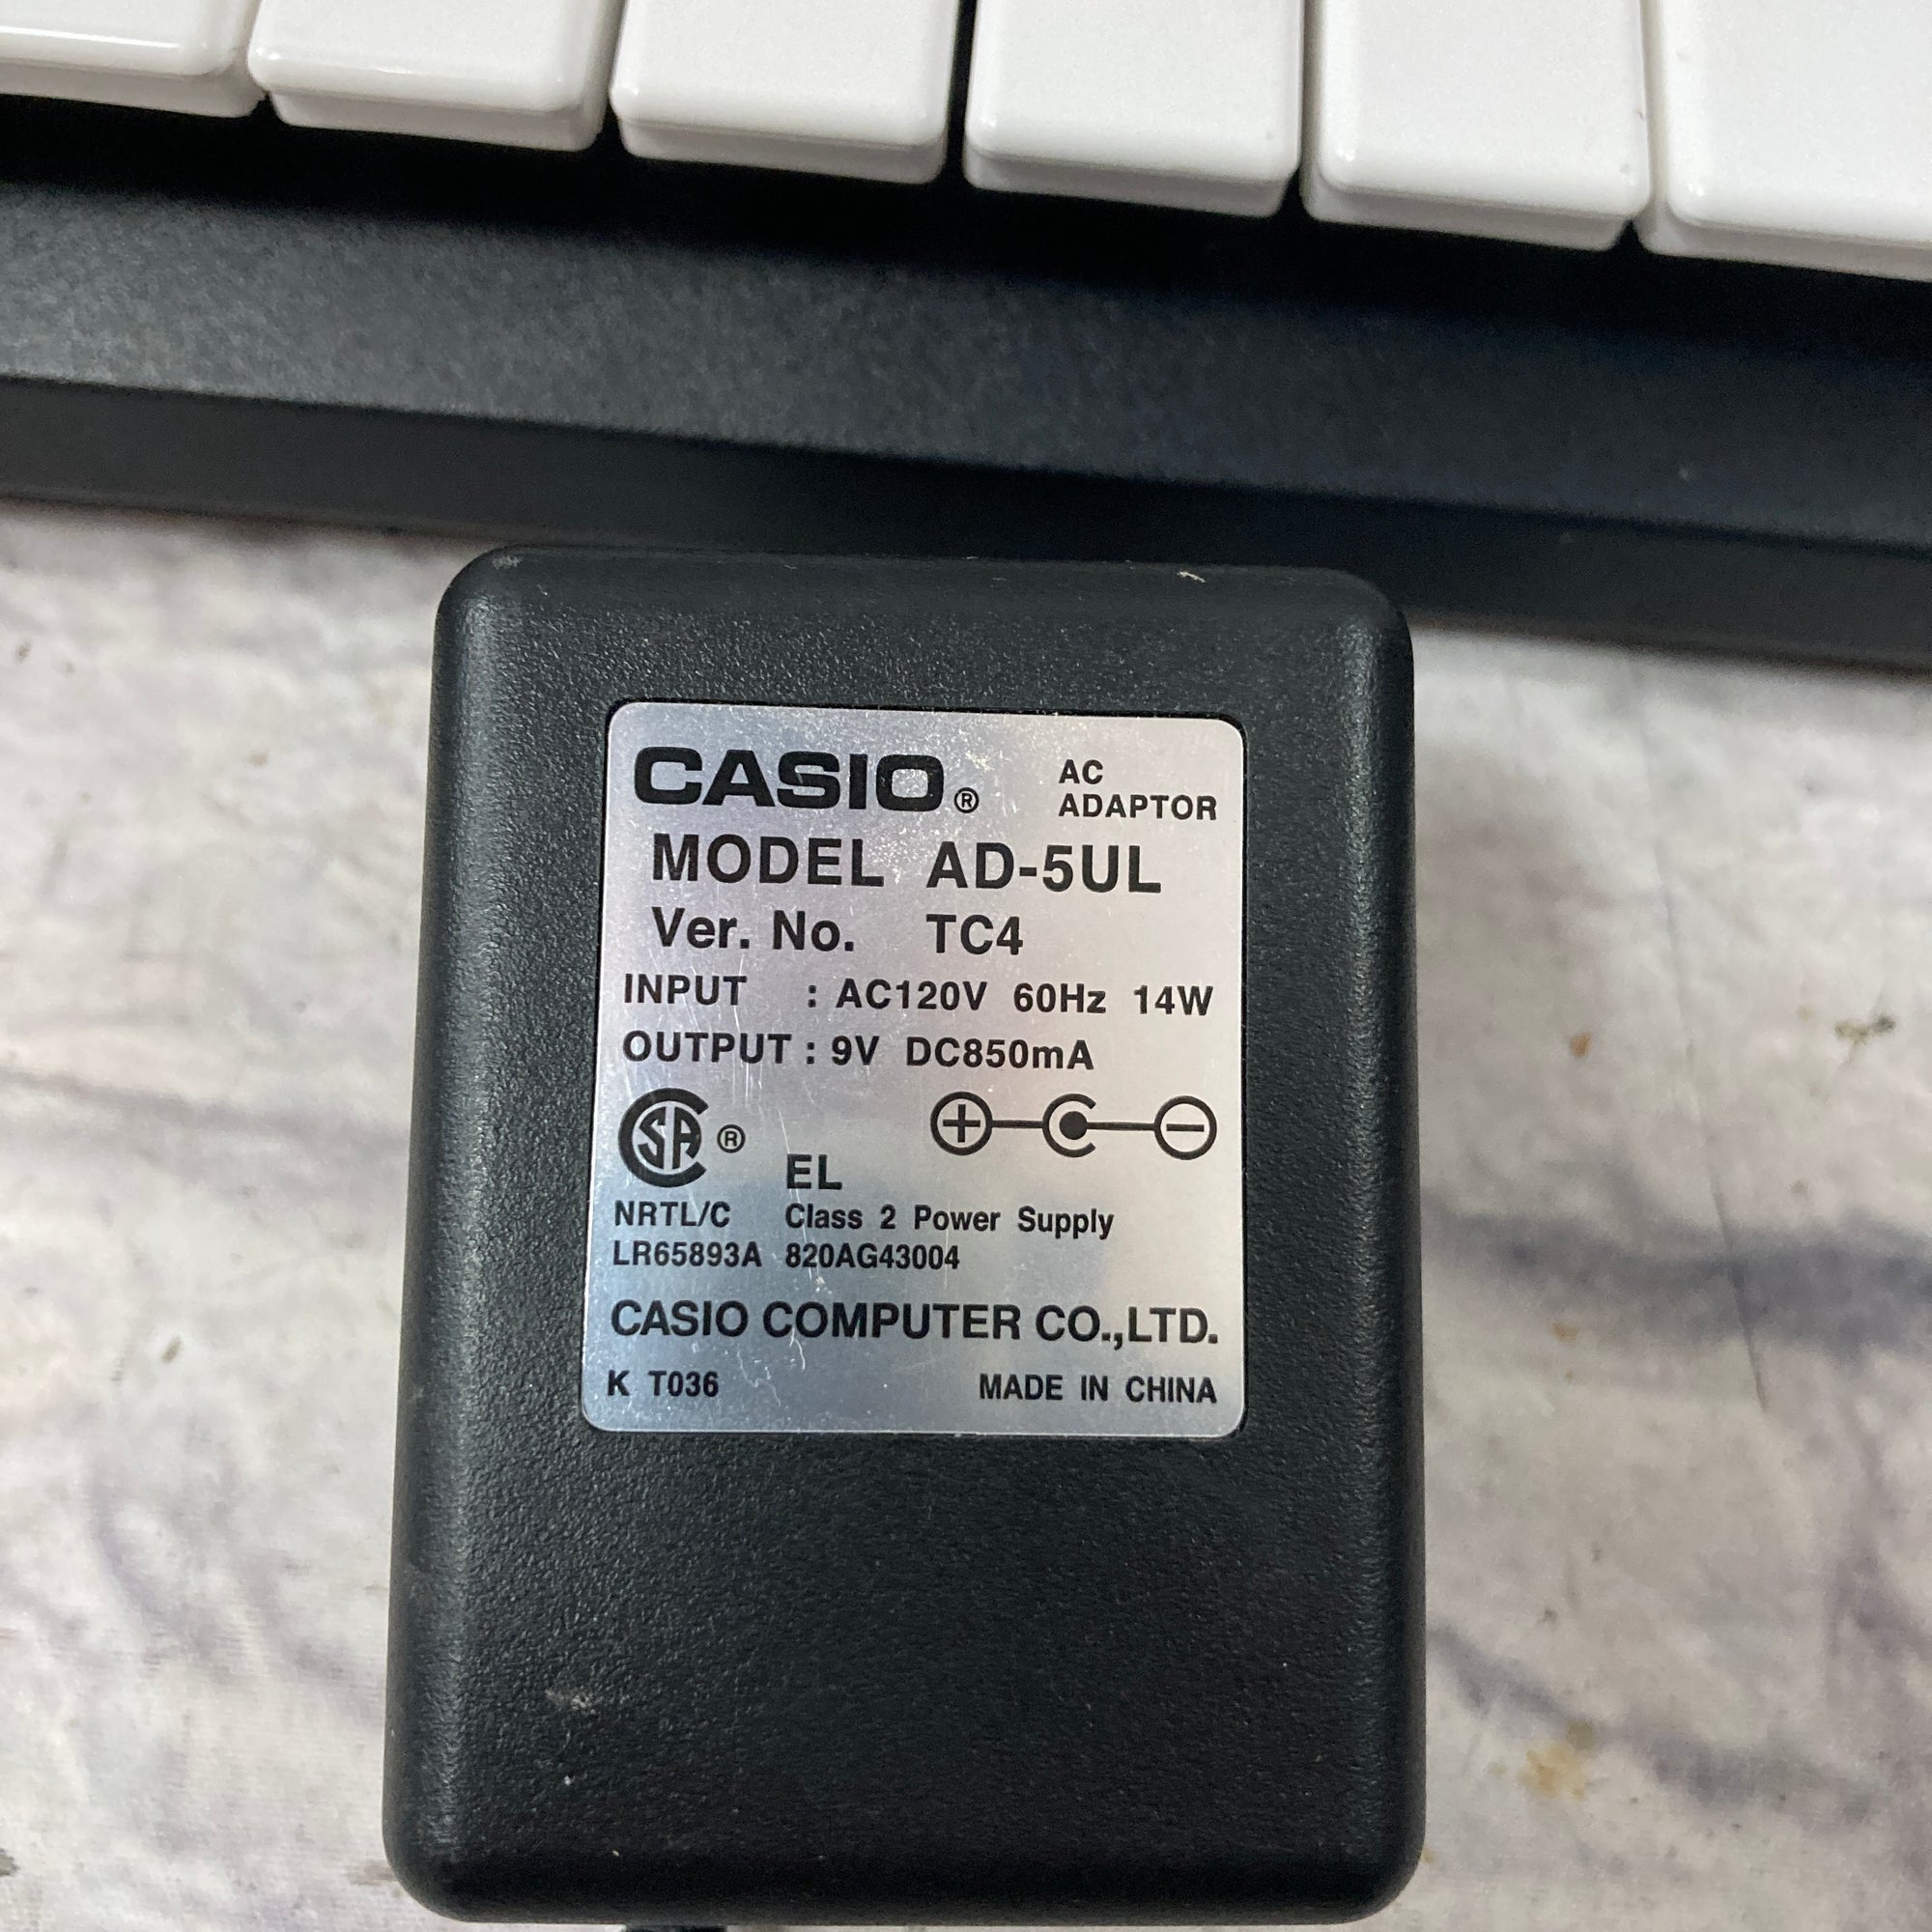 CASIO® AC
ADAPTOR
MODEL AD-5UL
Ver. No. TC4
INPUT : AC120V 60Hz 14W
OUTPUT : 9V DC850mA
SA ®
EL
NRTL/C Class 2 Power Supply
LR65893A 820AG43004
CASIO COMPUTER CO.,LTD.
K T036 MADE IN CHINA